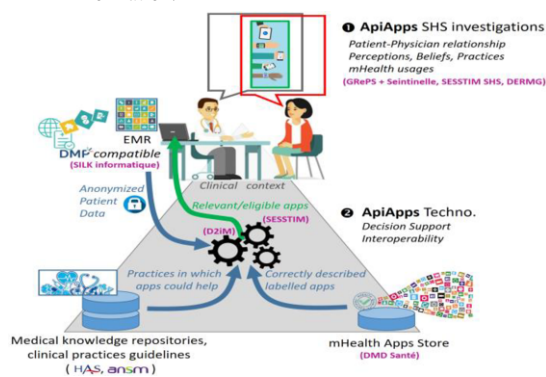 ❶ ApiApps SHS investigations
Patient-Physician relationship
Perceptions, Beliefs, Practices
mHealth usages
(GRePS + Seintinelle, SESSTIM SHS, DERMG)
EMR
DMP compatible
(SILK informatique)
Anonymized
Patient
Data
Clinical context
Relevant/eligible apps
(SESSTIM)
(D2iM)
❷ ApiApps Techno.
Decision Support
Interoperability
Practices in which
apps could help
Correctly described
labelled apps
Medical knowledge repositories,
clinical practices guidelines
( HAS, ansm )
mHealth Apps Store
(DMD Santé)